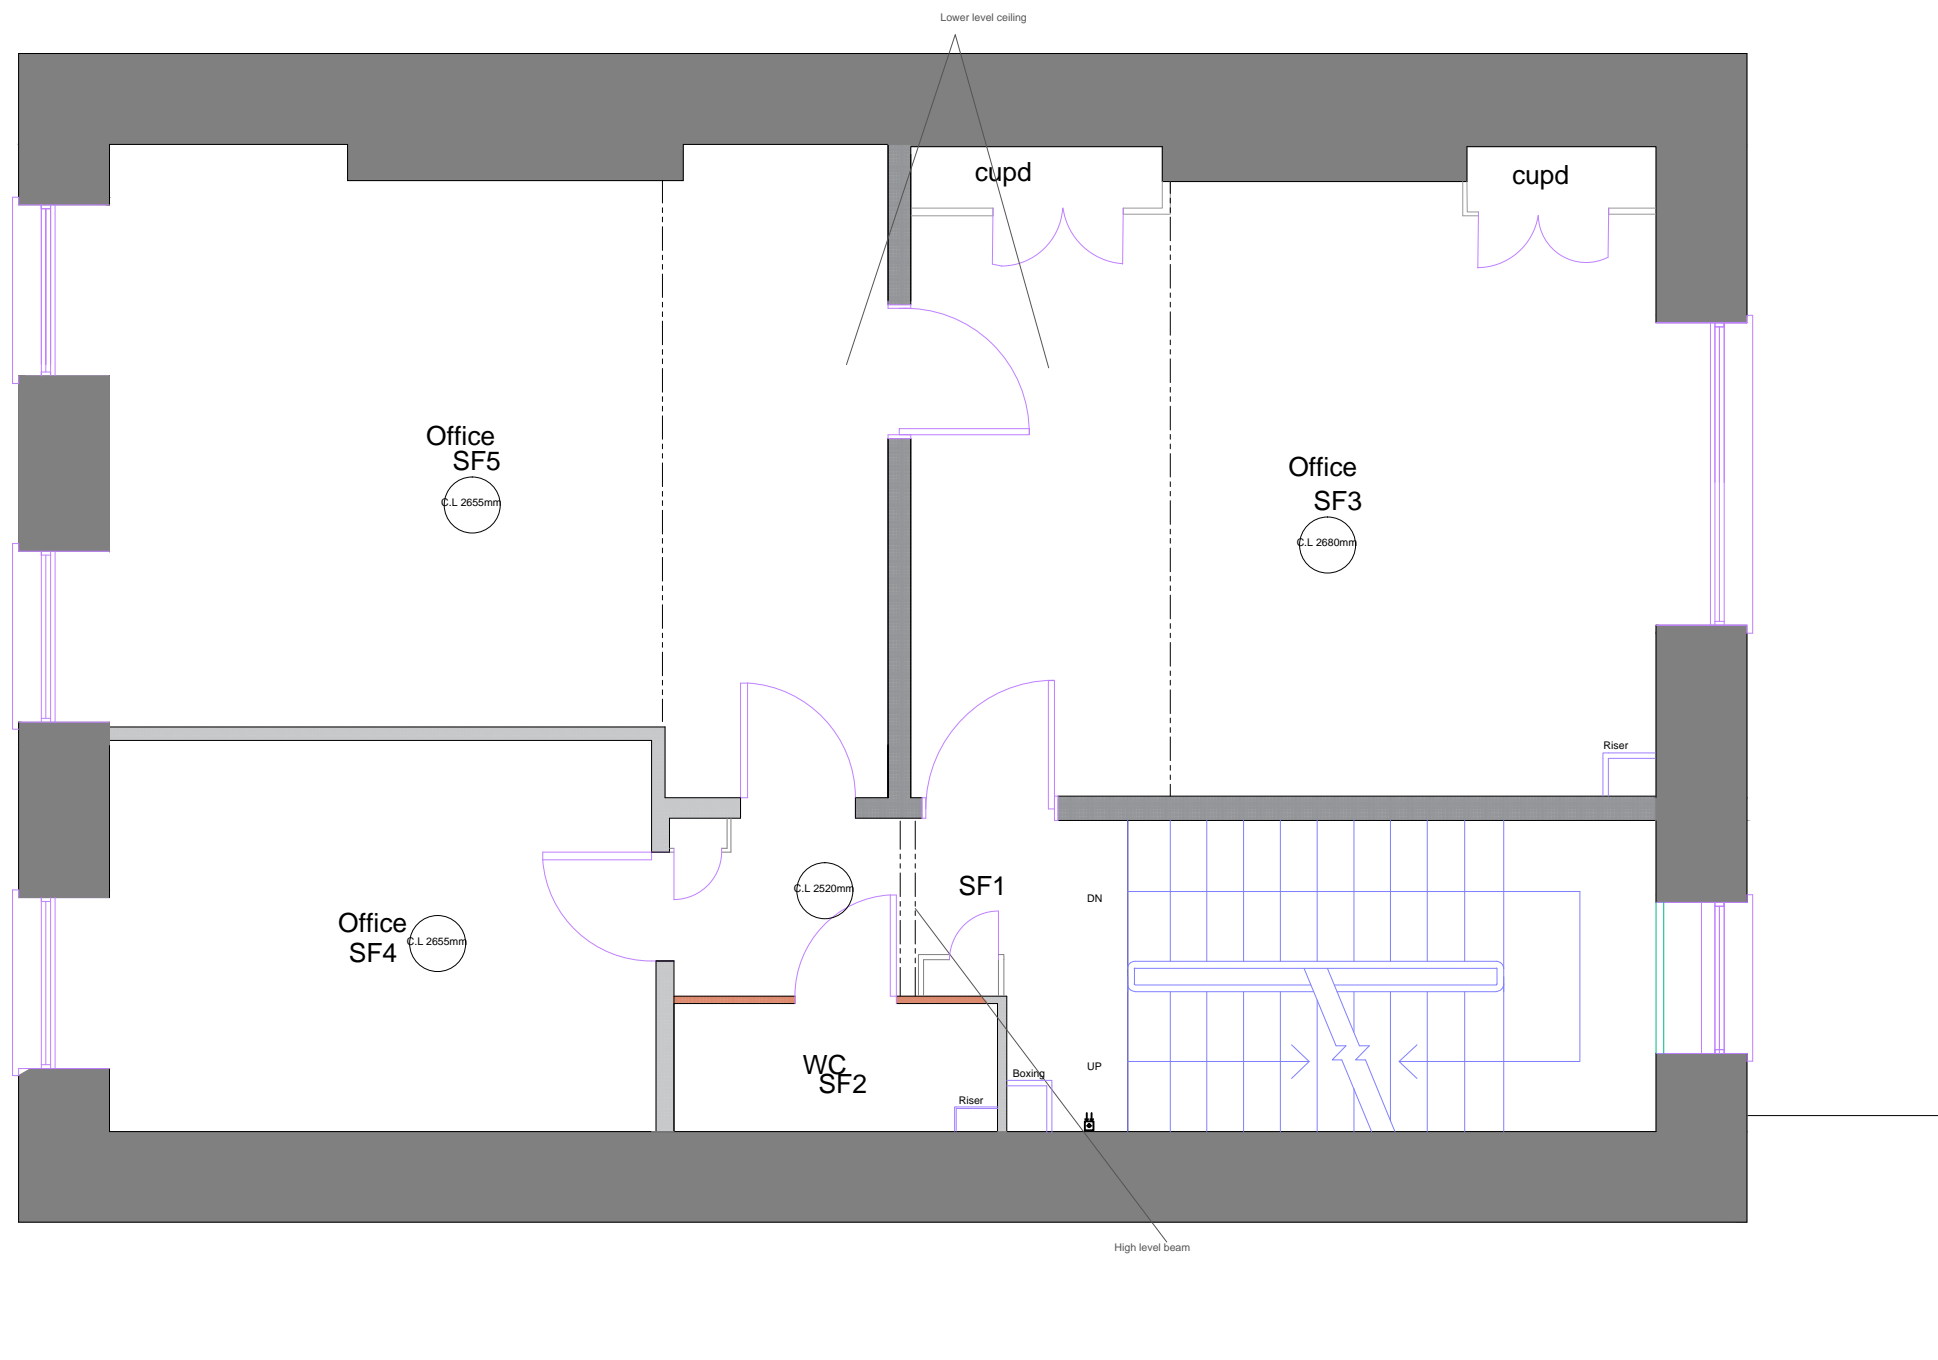 Lower level ceiling
cupd
cupd
Office
SF5
C.L 2655mm
Office
SF3
C.L 2680mm
Riser
C.L 2520mm
SF1
DN
Office
SF4
C.L 2655mm
WC
SF2
UP
Boxing
Riser
High level beam